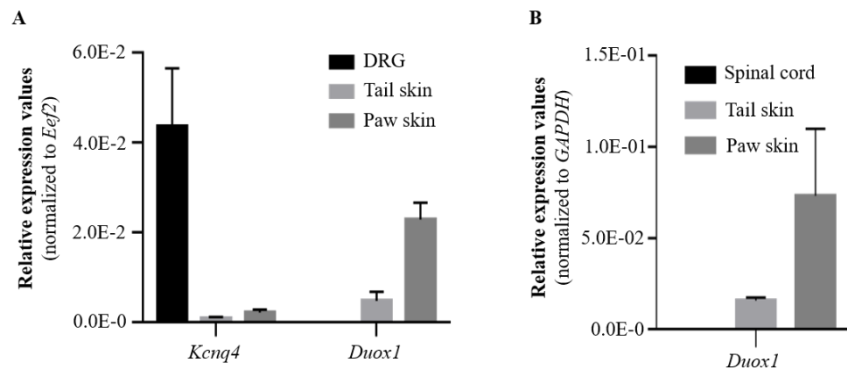 A
Relative expression values
(normalized to Eef2)
6.0E-2
4.0E-2
2.0E-2
0.0E-0
DRG
Tail skin
Paw skin
Kcnq4
Duox1
B
Relative expression values
(normalized to GAPDH)
1.5E-01
1.0E-01
5.0E-02
0.0E-0
Spinal cord
Tail skin
Paw skin
Duox1